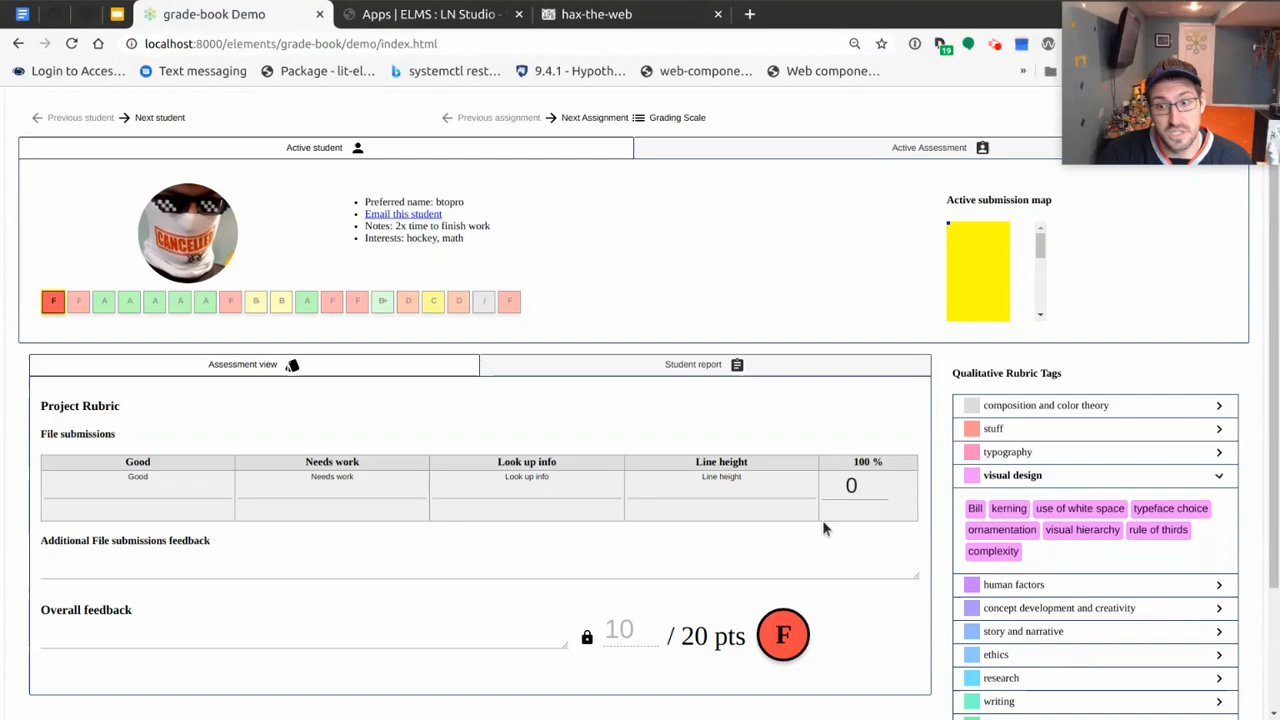 grade-book Demo
Apps | ELMS : LN Studio -
hax-the-web
localhost:8000/elements/grade-book/demo/index.html
19
Login to Acces...
Text messaging
Package - lit-el...
systemctl rest...
9.4.1 - Hypoth...
web-compone...
Web compone...
»
Previous student
Next student
Previous assignment
Next Assignment
Grading Scale
Active student
Active Assessment
CANCELLED
Preferred name: btopro
Email this student
Notes: 2x time to finish work
Interests: hockey, math
Active submission map
F F A A A A A F B- B A F F B+ D C D / F
Assessment view
Student report
Qualitative Rubric Tags
Project Rubric
File submissions
Good Needs work Look up info Line height 100 %
Good Needs work Look up info Line height 0
Additional File submissions feedback
Overall feedback
10 / 20 pts F
composition and color theory
stuff
typography
visual design
Bill kerning use of white space typeface choice
ornamentation visual hierarchy rule of thirds
complexity
human factors
concept development and creativity
story and narrative
ethics
research
writing